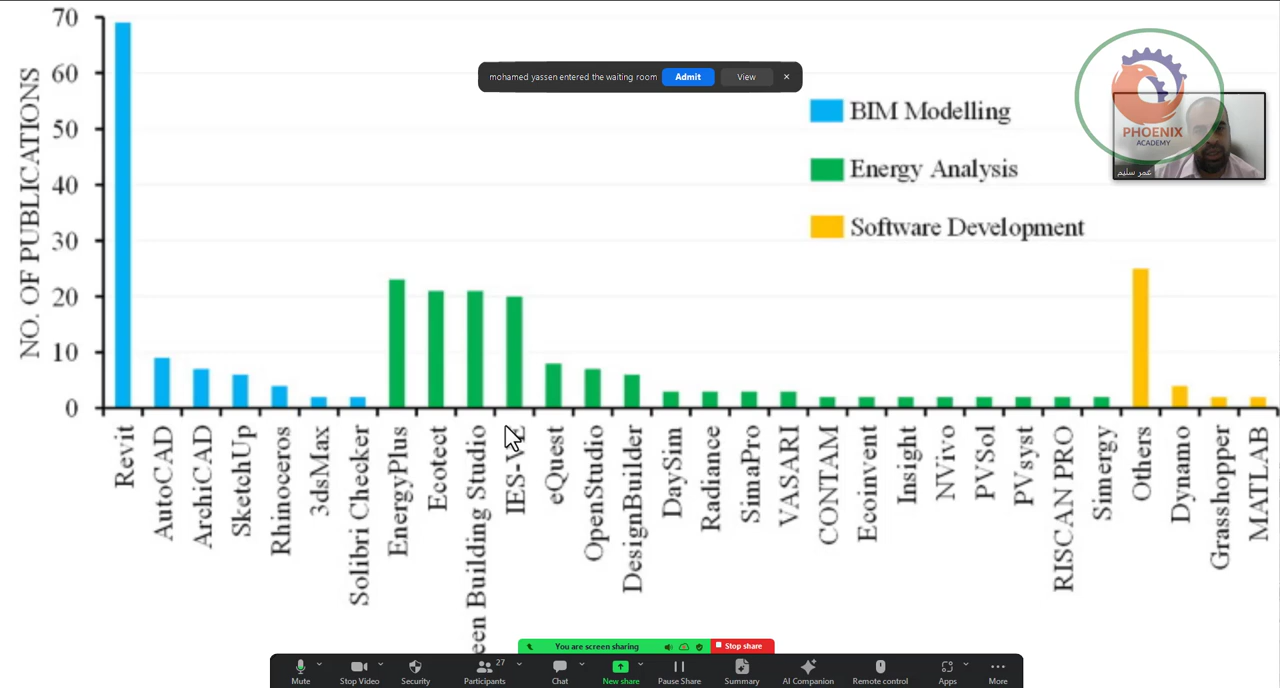 70
60
50
40
30
20
10
0
NO. OF PUBLICATIONS
mohamed yassen entered the waiting room
Admit
View
BIM Modelling
Energy Analysis
Software Development
PHOENIX
ACADEMY
عمر سليم
Revit
AutoCAD
ArchiCAD
SketchUp
Rhinoceros
3dsMax
Solibri Checker
EnergyPlus
Ecotect
een Building Studio
eQuest
OpenStudio
DesignBuilder
DaySim
Radiance
SimaPro
VASARI
CONTAM
Ecoinvent
Insight
NVivo
PVSol
PVsyst
RISCAN PRO
Simergy
Others
Dynamo
Grasshopper
MATLAB
You are screen sharing
Stop share
Mute
Stop Video
Security
Participants
27
Chat
New share
Pause Share
Summary
AI Companion
Remote control
Apps
More